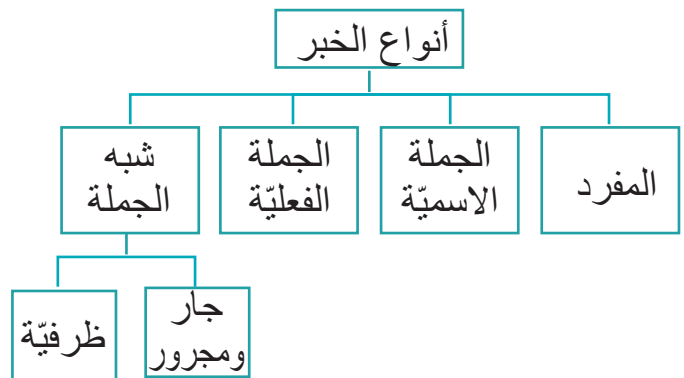 أنواع الخبر
المفرد
الجملة
الاسميّة
الجملة
الفعليّة
شبه
الجملة
جار
ومجرور
ظرفيّة